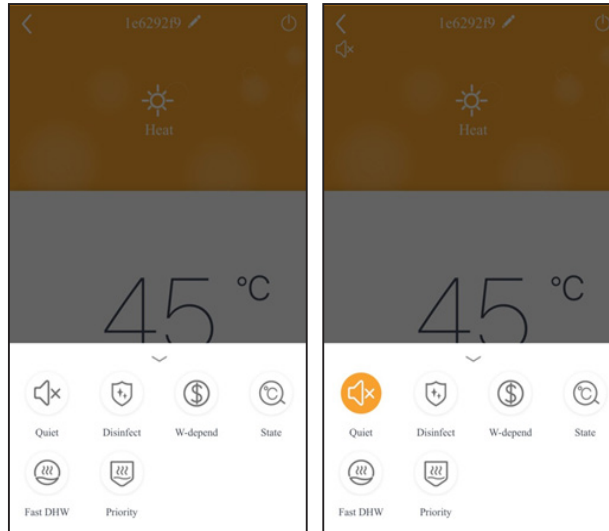 1e6292f9
Heat
45 °C
Quiet Disinfect W-depend State
Fast DHW Priority
1e6292f9
Heat
45 °C
Quiet Disinfect W-depend State
Fast DHW Priority